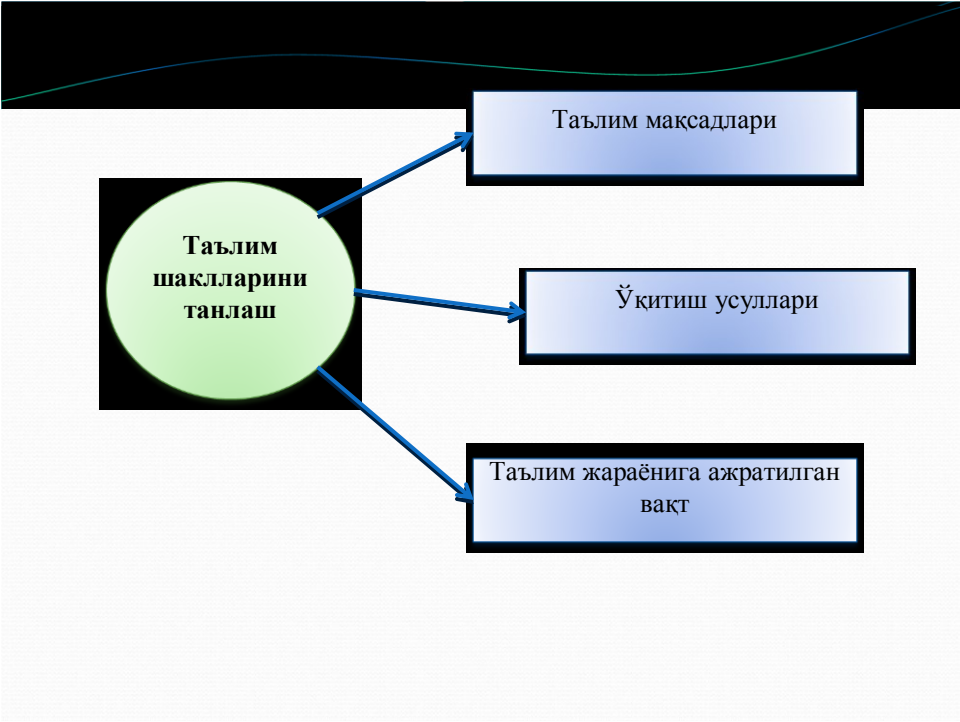 Таълим мақсадлари
Таълим
шаклларини
танлаш
Ўқитиш усуллари
Таълим жараёнига ажратилган
вақт